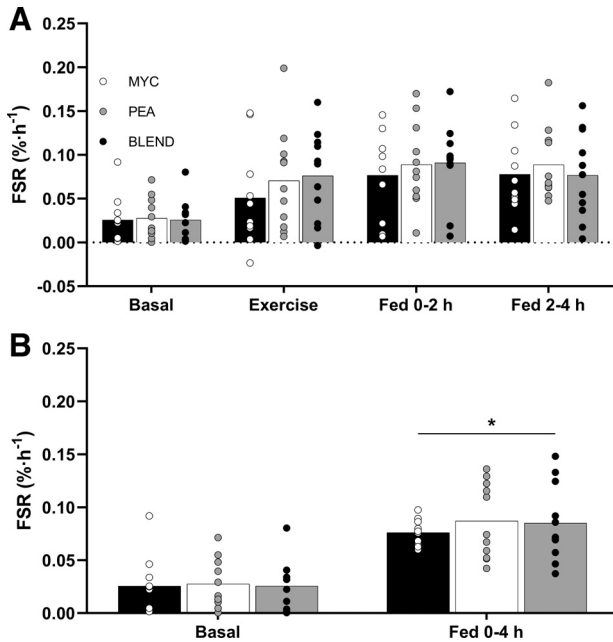 A
FSR (%·h⁻¹)
0.25
0.20
0.15
0.10
0.05
0.00
-0.05
MYC
PEA
BLEND
Basal Exercise Fed 0-2 h Fed 2-4 h
B
FSR (%·h⁻¹)
0.25
0.20
0.15
0.10
0.05
0.00
*
Basal Fed 0-4 h